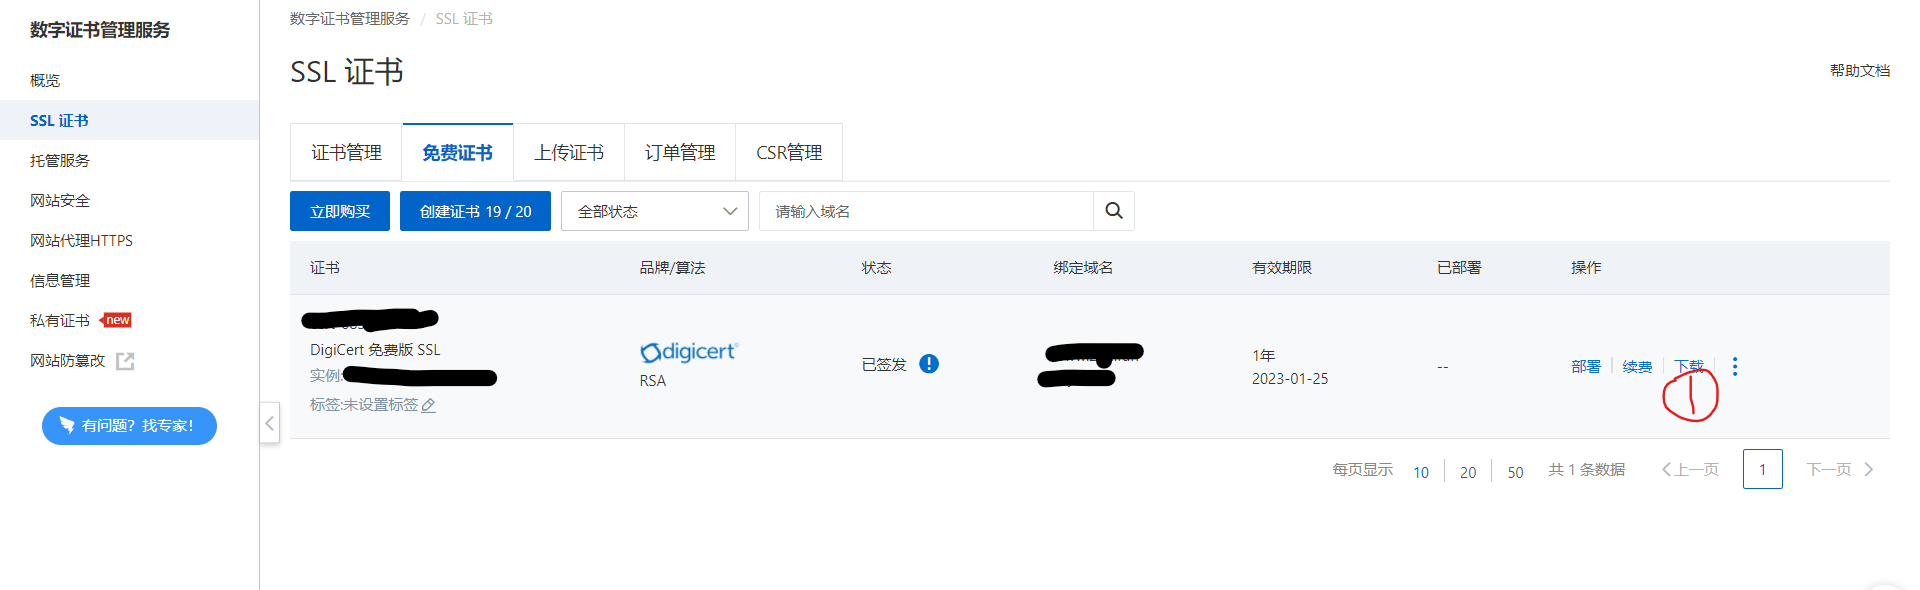 数字证书管理服务
概览
SSL 证书
托管服务
网站安全
网站代理HTTPS
信息管理
私有证书 new
网站防篡改
有问题？找专家！
数字证书管理服务 / SSL 证书
SSL 证书
帮助文档
证书管理 免费证书 上传证书 订单管理 CSR管理
立即购买 创建证书 19 / 20 全部状态 请输入域名
证书 品牌/算法 状态 绑定域名 有效期限 已部署 操作
DigiCert 免费版 SSL
实例:
标签:未设置标签
digicert®
RSA
已签发
1年
2023-01-25
--
部署 续费 下载
1
每页显示 10 20 50 共 1 条数据 上一页 1 下一页